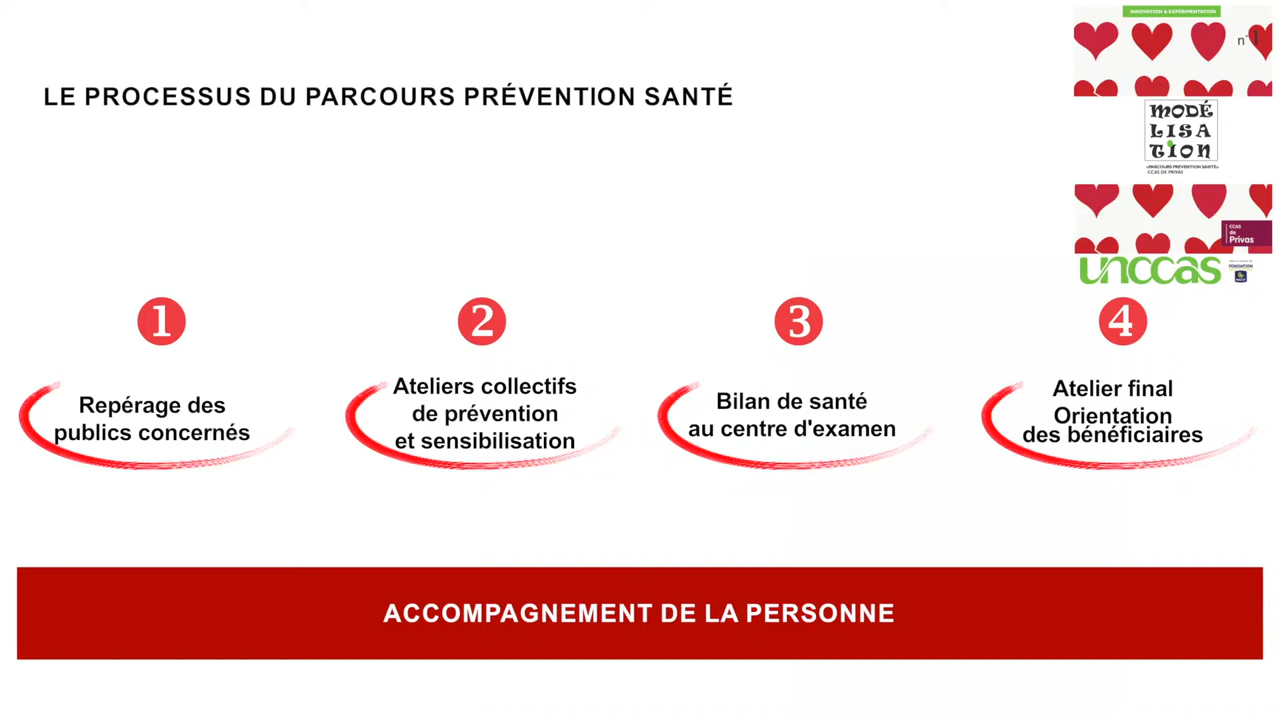 INNOVATION & EXPÉRIMENTATION
n°1
LE PROCESSUS DU PARCOURS PRÉVENTION SANTÉ
MODÉ
LISA
TION
«PARCOURS PRÉVENTION SANTÉ»
CCAS DE PRIVAS
CCAS
de
Privas
unccas
FONDATION
1
2
3
4
Repérage des
publics concernés
Ateliers collectifs
de prévention
et sensibilisation
Bilan de santé
au centre d'examen
Atelier final
Orientation
des bénéficiaires
ACCOMPAGNEMENT DE LA PERSONNE